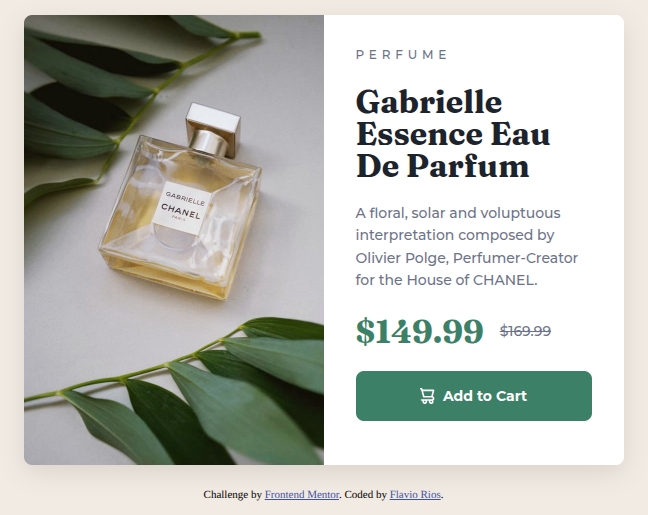 GABRIELLE
CHANEL
PARIS
PERFUME
Gabrielle
Essence Eau
De Parfum
A floral, solar and voluptuous
interpretation composed by
Olivier Polge, Perfumer-Creator
for the House of CHANEL.
$149.99 $169.99
Add to Cart
Challenge by Frontend Mentor. Coded by Flavio Rios.